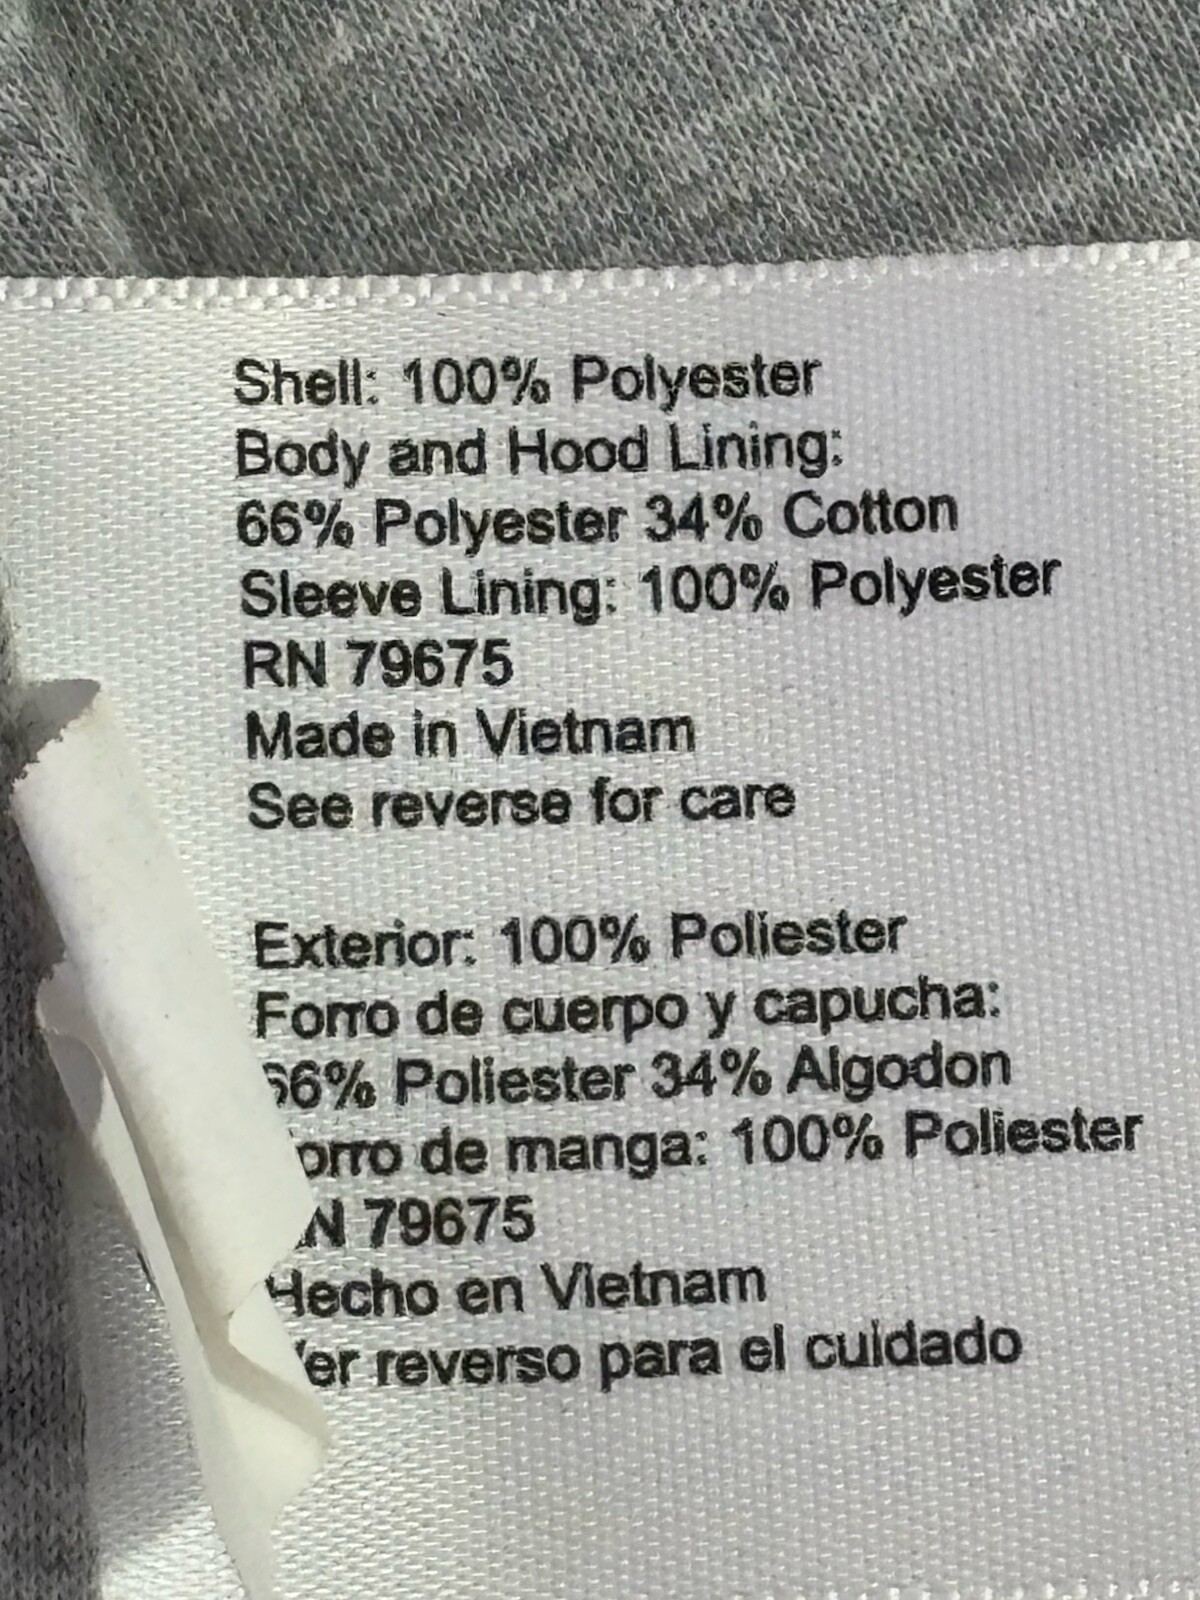 Shell: 100% Polyester
Body and Hood Lining:
66% Polyester 34% Cotton
Sleeve Lining: 100% Polyester
RN 79675
Made in Vietnam
See reverse for care
Exterior: 100% Poliester
Forro de cuerpo y capucha:
66% Poliester 34% Algodon
orro de manga: 100% Poliester
N 79675
Hecho en Vietnam
er reverso para el cuidado